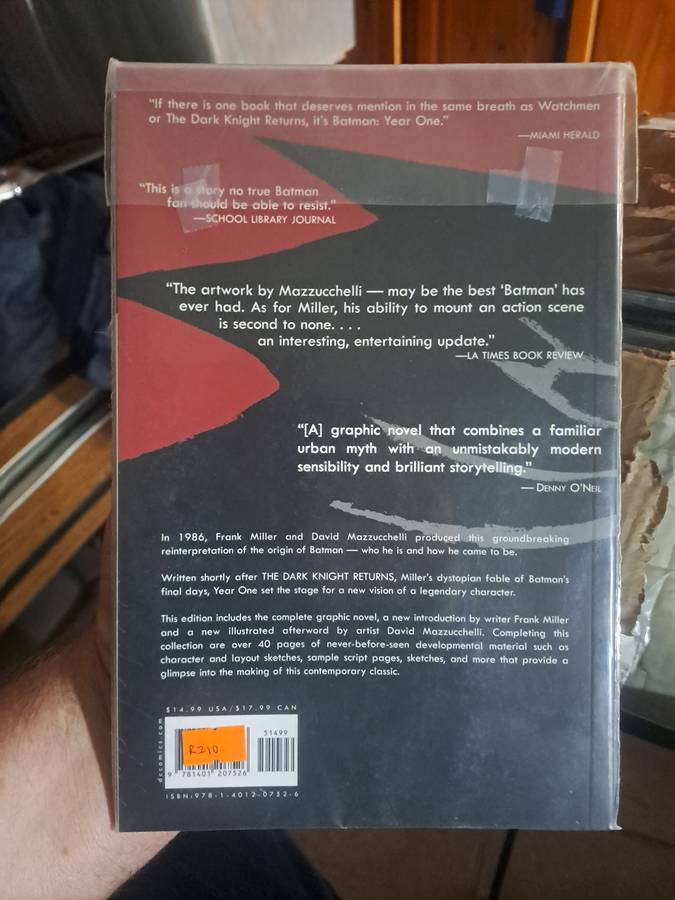 "If there is one book that deserves mention in the same breath as Watchmen
or The Dark Knight Returns, it's Batman: Year One."
—MIAMI HERALD
"This is a story no true Batman
fan should be able to resist."
—SCHOOL LIBRARY JOURNAL
"The artwork by Mazzucchelli — may be the best 'Batman' has
ever had. As for Miller, his ability to mount an action scene
is second to none. . . .
an interesting, entertaining update."
—LA TIMES BOOK REVIEW
"[A] graphic novel that combines a familiar
urban myth with an unmistakably modern
sensibility and brilliant storytelling."
— DENNY O'NEIL
In 1986, Frank Miller and David Mazzucchelli produced this groundbreaking
reinterpretation of the origin of Batman — who he is and how he came to be.
Written shortly after THE DARK KNIGHT RETURNS, Miller's dystopian fable of Batman's
final days, Year One set the stage for a new vision of a legendary character.
This edition includes the complete graphic novel, a new introduction by writer Frank Miller
and a new illustrated afterword by artist David Mazzucchelli. Completing this
collection are over 40 pages of never-before-seen developmental material such as
character and layout sketches, sample script pages, sketches, and more that provide a
glimpse into the making of this contemporary classic.
$14.99 USA/$17.99 CAN
dccomics.com
51499
R210-
9 781401 207526
ISBN:978-1-4012-0752-6